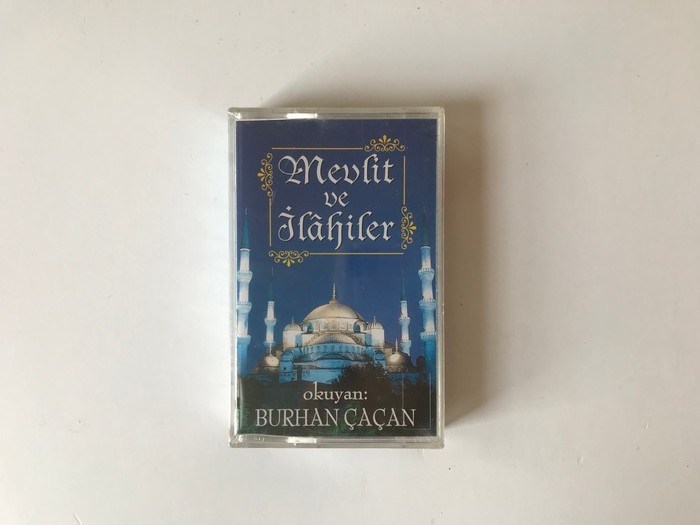 Mevlit
ve
İlâhiler
okuyan:
BURHAN ÇAÇAN